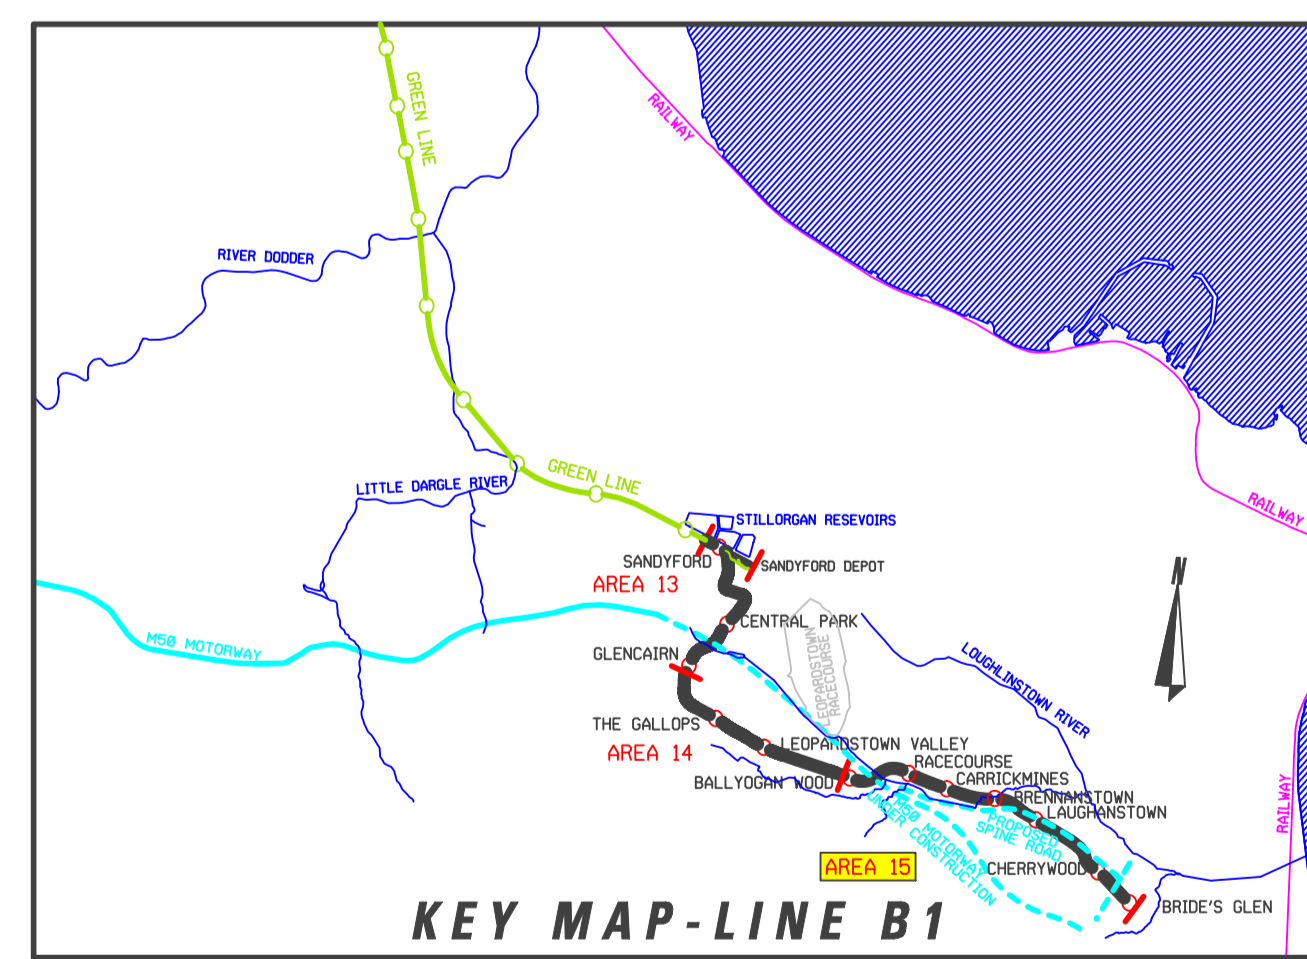 GREEN LINE
RAILWAY
RIVER DODDER
GREEN LINE
LITTLE DARGLE RIVER
RAILWAY
STILLORGAN RESEVOIRS
SANDYFORD
SANDYFORD DEPOT
AREA 13
N
CENTRAL PARK
M50 MOTORWAY
GLENCAIRN
LEOPARDSTOWN
RACECOURSE
LOUGHLINSTOWN RIVER
THE GALLOPS
AREA 14
LEOPARDSTOWN VALLEY
RACECOURSE
BALLYOGAN WOOD
CARRICKMINES
BRENNANSTOWN
LAUGHANSTOWN
RAILWAY
M50 MOTORWAY
UNDER CONSTRUCTION
PROPOSED
SPINE ROAD
AREA 15
CHERRYWOOD
BRIDE'S GLEN
KEY MAP-LINE B1